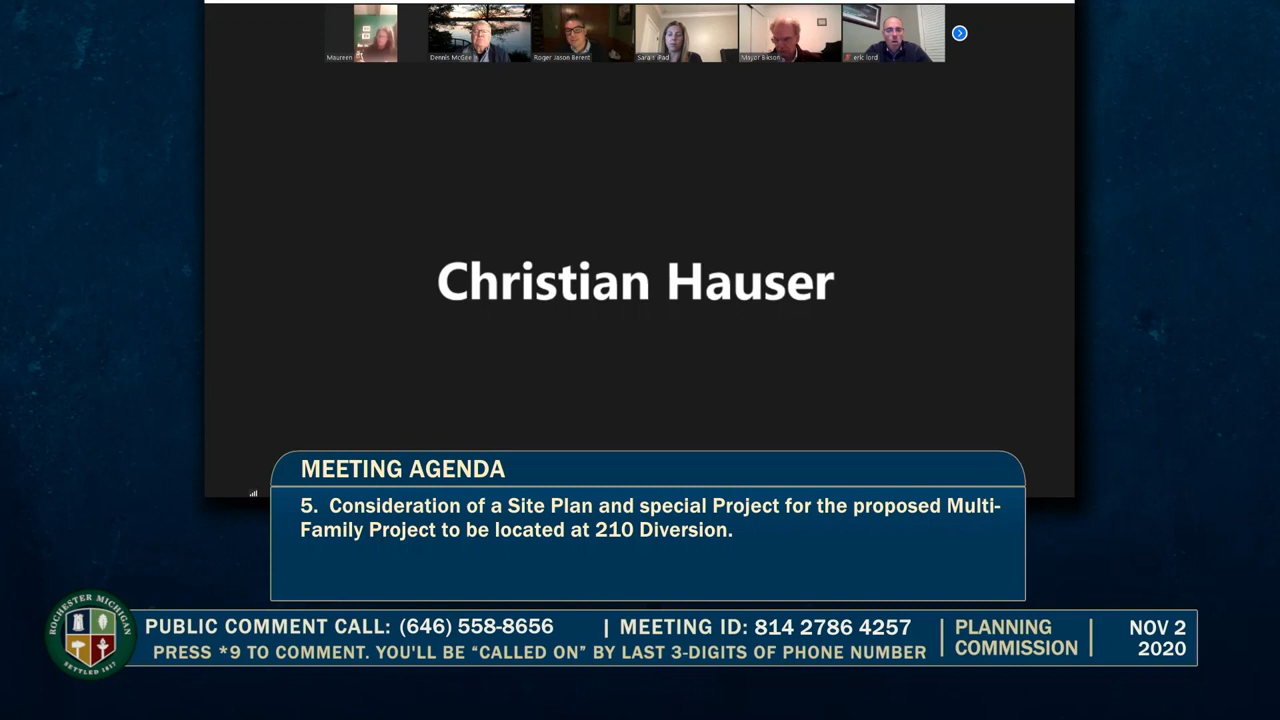 Maureen
Dennis McGee
Roger Jason Berent
Sarah iPad
Mayor Bikson
eric lord
Christian Hauser
MEETING AGENDA
5. Consideration of a Site Plan and special Project for the proposed Multi-
Family Project to be located at 210 Diversion.
ROCHESTER MICHIGAN
SETTLED 1817
PUBLIC COMMENT CALL: (646) 558-8656 | MEETING ID: 814 2786 4257
PRESS *9 TO COMMENT. YOU'LL BE “CALLED ON” BY LAST 3-DIGITS OF PHONE NUMBER
PLANNING
COMMISSION
NOV 2
2020